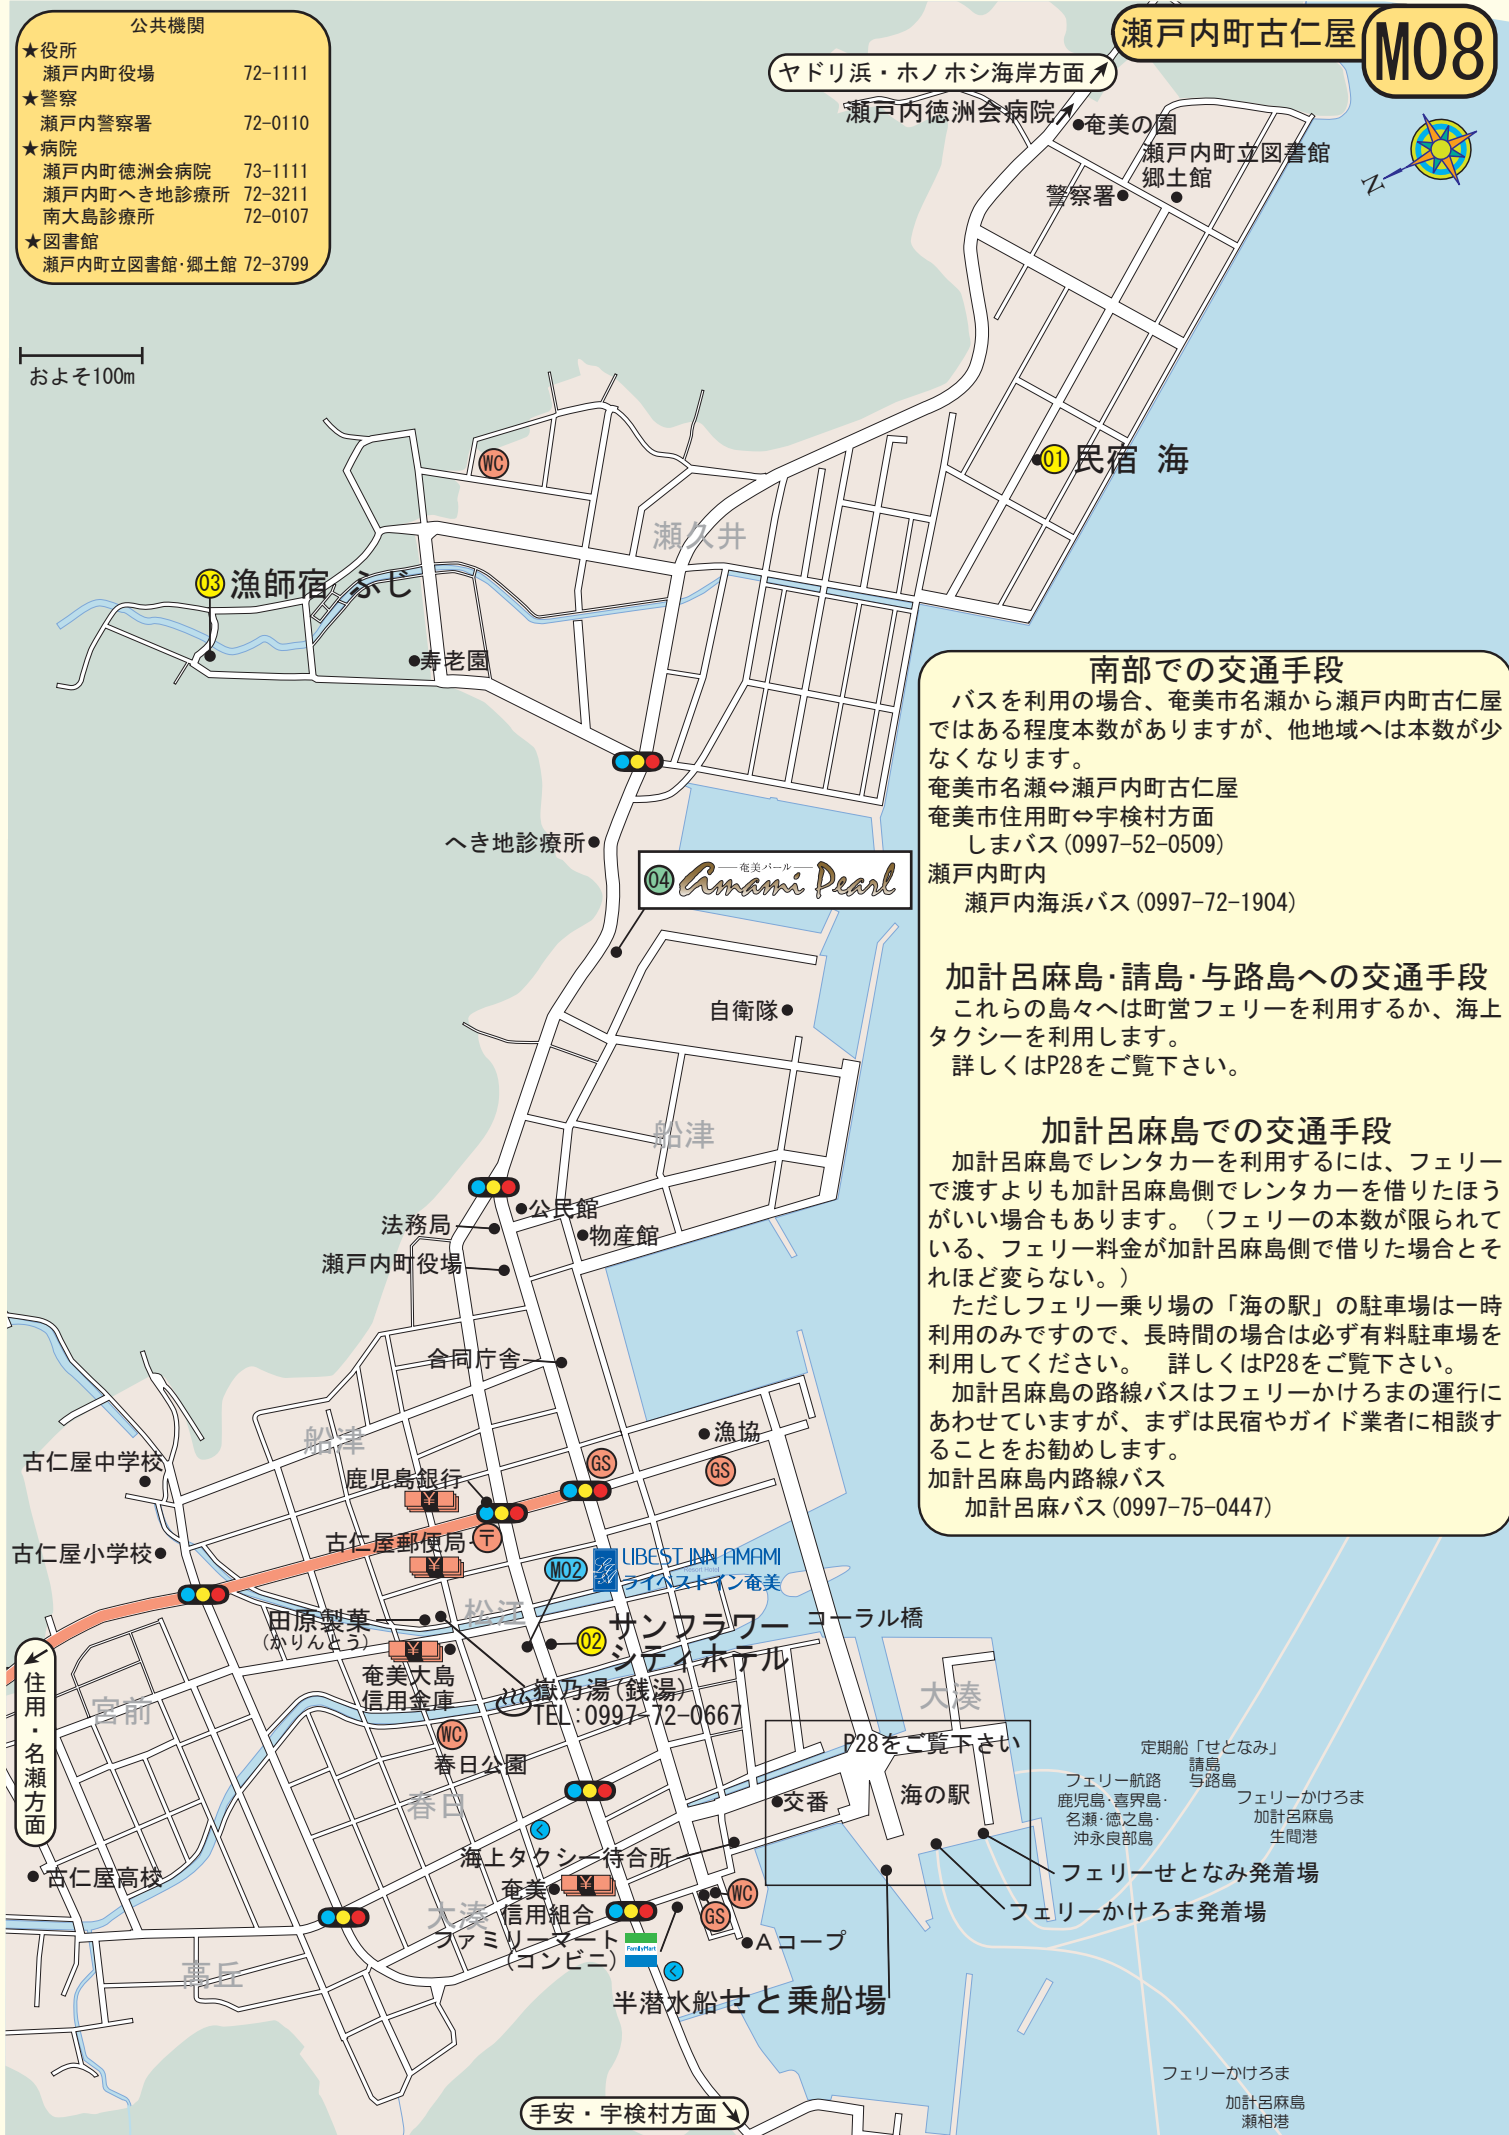 公共機関
★役所
瀬戸内町役場 72-1111
★警察
瀬戸内警察署 72-0110
★病院
瀬戸内町徳洲会病院 73-1111
瀬戸内町へき地診療所 72-3211
南大島診療所 72-0107
★図書館
瀬戸内町立図書館･郷土館 72-3799
およそ100m
瀬戸内町古仁屋
M08
ヤドリ浜・ホノホシ海岸方面
瀬戸内徳洲会病院
奄美の園
瀬戸内町立図書館
郷土館
警察署
N
WC
01 民宿 海
瀬久井
03 漁師宿 ふじ
寿老園
へき地診療所
04 奄美パール
Amami Pearl
自衛隊
船津
公民館
法務局
物産館
瀬戸内町役場
合同庁舎
船津
漁協
古仁屋中学校
GS
GS
鹿児島銀行
古仁屋郵便局
〒
古仁屋小学校
M02
LIBEST INN AMAMI
Resort Hotel
ライベストイン奄美
田原製菓
(かりんとう)
松江
02 サンフラワー
シティホテル
コーラル橋
奄美大島
信用金庫
嶽乃湯(銭湯)
TEL:0997-72-0667
宮前
住用・名瀬方面
WC
春日公園
春日
大湊
P28をご覧下さい
海の駅
交番
海上タクシー待合所
古仁屋高校
奄美
信用組合
大湊
ファミリーマート
(コンビニ)
FamilyMart
WC
GS
Aコープ
高丘
半潜水船せと乗船場
手安・宇検村方面
定期船「せとなみ」
請島
与路島
フェリー航路
鹿児島･喜界島･
名瀬･徳之島･
沖永良部島
フェリーかけろま
加計呂麻島
生間港
フェリーせとなみ発着場
フェリーかけろま発着場
フェリーかけろま
加計呂麻島
瀬相港
南部での交通手段
バスを利用の場合、奄美市名瀬から瀬戸内町古仁屋
ではある程度本数がありますが、他地域へは本数が少
なくなります。
奄美市名瀬⇔瀬戸内町古仁屋
奄美市住用町⇔宇検村方面
しまバス(0997-52-0509)
瀬戸内町内
瀬戸内海浜バス(0997-72-1904)
加計呂麻島･請島･与路島への交通手段
これらの島々へは町営フェリーを利用するか、海上
タクシーを利用します。
詳しくはP28をご覧下さい。
加計呂麻島での交通手段
加計呂麻島でレンタカーを利用するには、フェリー
で渡すよりも加計呂麻島側でレンタカーを借りたほう
がいい場合もあります。（フェリーの本数が限られて
いる、フェリー料金が加計呂麻島側で借りた場合とそ
れほど変らない。）
ただしフェリー乗り場の「海の駅」の駐車場は一時
利用のみですので、長時間の場合は必ず有料駐車場を
利用してください。　詳しくはP28をご覧下さい。
加計呂麻島の路線バスはフェリーかけろまの運行に
あわせていますが、まずは民宿やガイド業者に相談す
ることをお勧めします。
加計呂麻島内路線バス
加計呂麻バス(0997-75-0447)